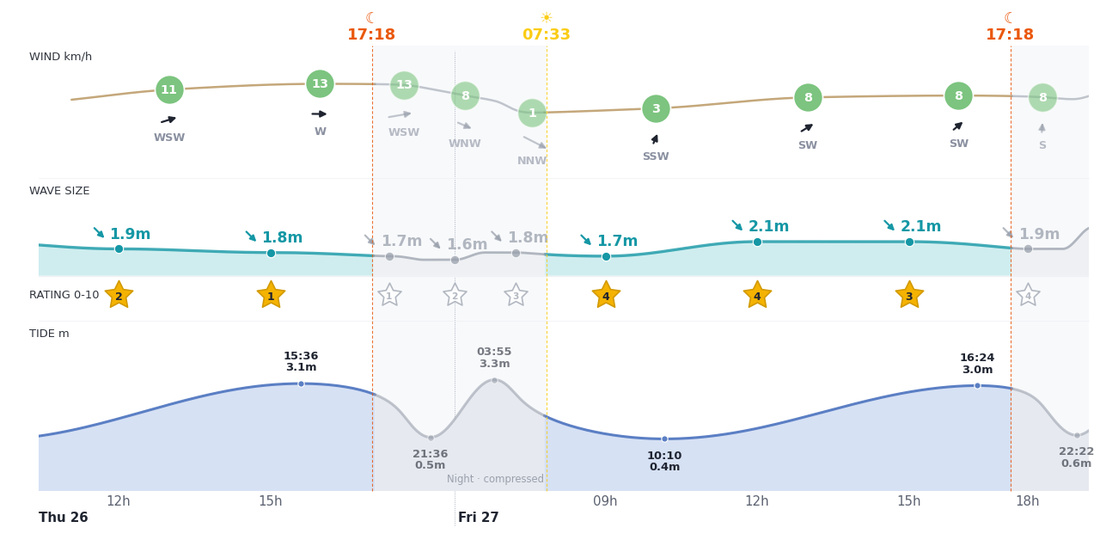 17:18 07:33 17:18
WIND km/h
11 13 13 8 1 3 8 8 8
WSW W WSW WNW NNW SSW SW SW S
WAVE SIZE
1.9m 1.8m 1.7m 1.6m 1.8m 1.7m 2.1m 2.1m 1.9m
RATING 0-10 2 1 1 2 3 4 4 3 4
TIDE m
15:36 03:55 16:24
3.1m 3.3m 3.0m
21:36 10:10 22:22
0.5m 0.4m 0.6m
Night · compressed
12h 15h 09h 12h 15h 18h
Thu 26 Fri 27